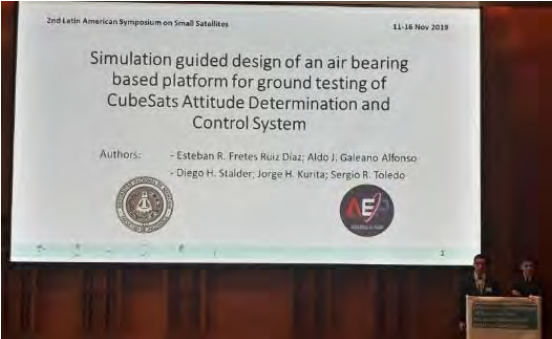 2nd Latin American Symposium on Small Satellites
11-16 Nov 2019
Simulation guided design of an air bearing
based platform for ground testing of
CubeSats Attitude Determination and
Control System
Authors: - Esteban R. Fretes Ruiz Diaz; Aldo J. Galeano Alfonso
- Diego H. Stalder; Jorge H. Kurita; Sergio R. Toledo
AEP